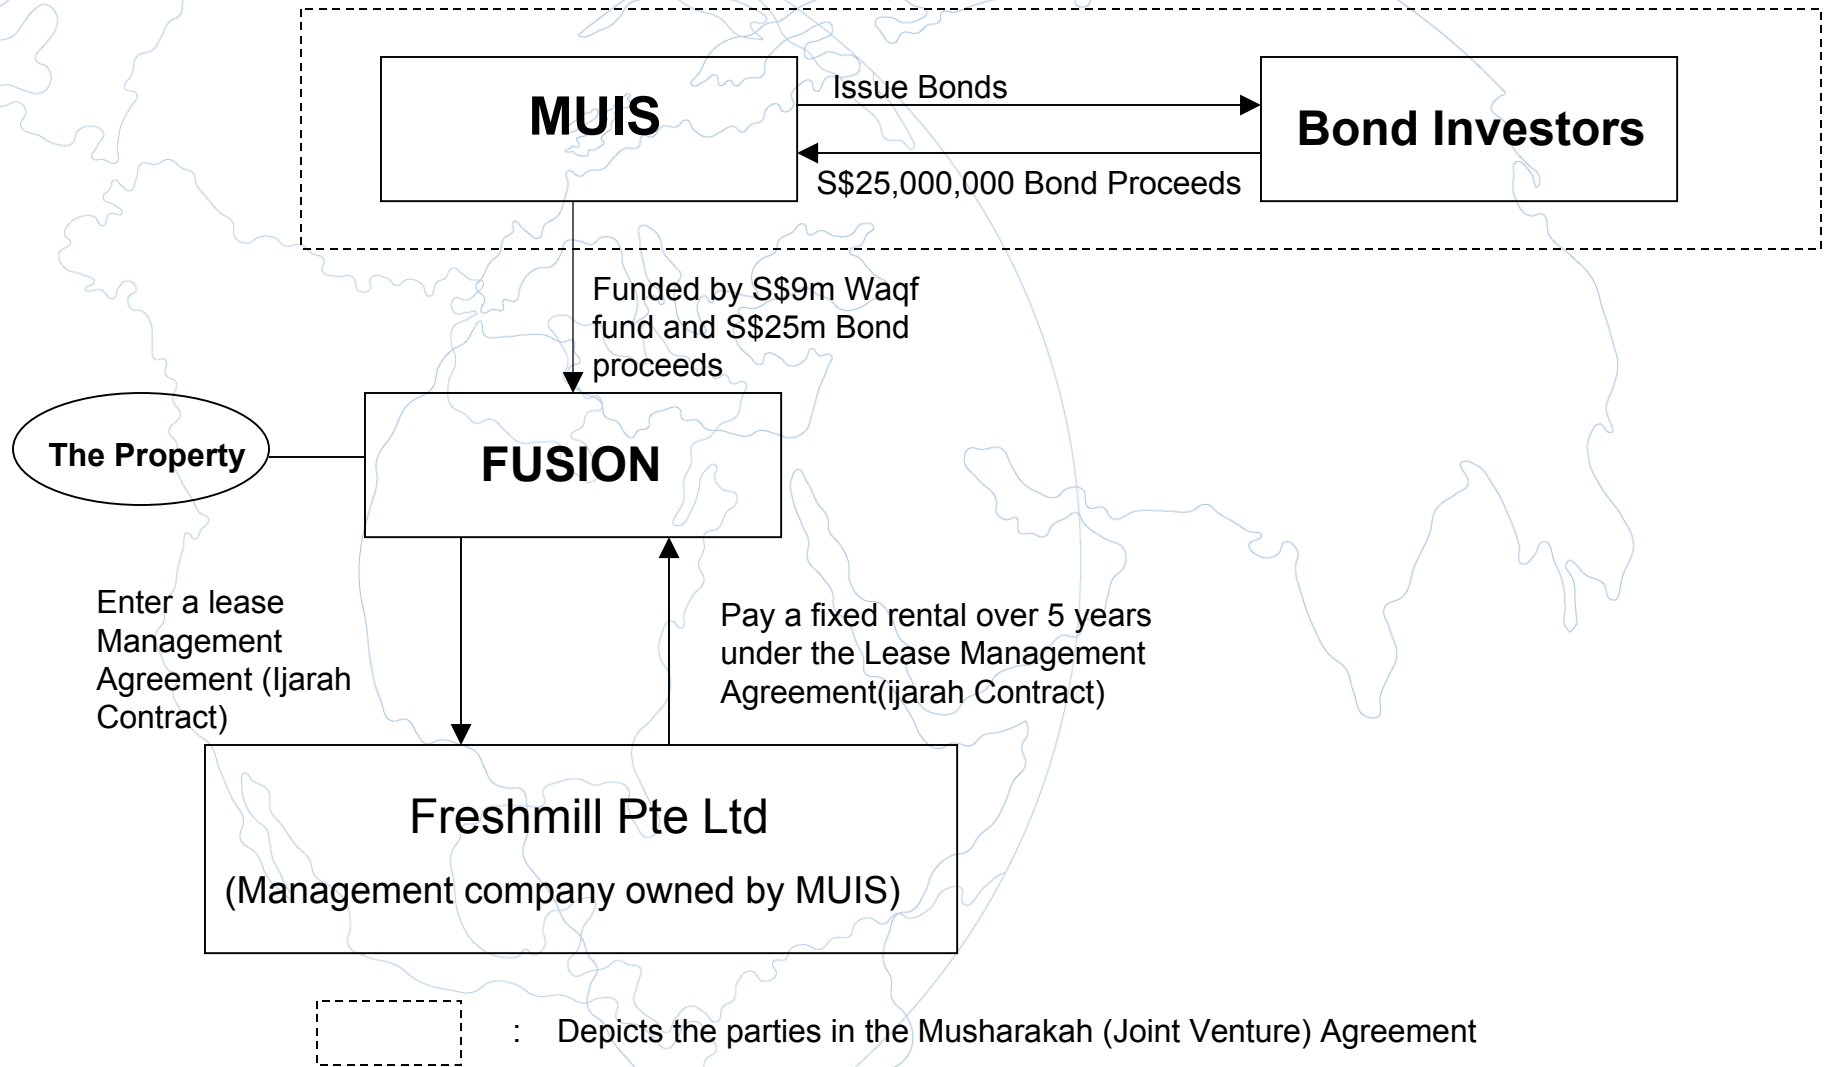 MUIS
Issue Bonds
S$25,000,000 Bond Proceeds
Bond Investors
Funded by S$9m Waqf
fund and S$25m Bond
proceeds
The Property
FUSION
Enter a lease
Management
Agreement (Ijarah
Contract)
Pay a fixed rental over 5 years
under the Lease Management
Agreement(ijarah Contract)
Freshmill Pte Ltd
(Management company owned by MUIS)
: Depicts the parties in the Musharakah (Joint Venture) Agreement